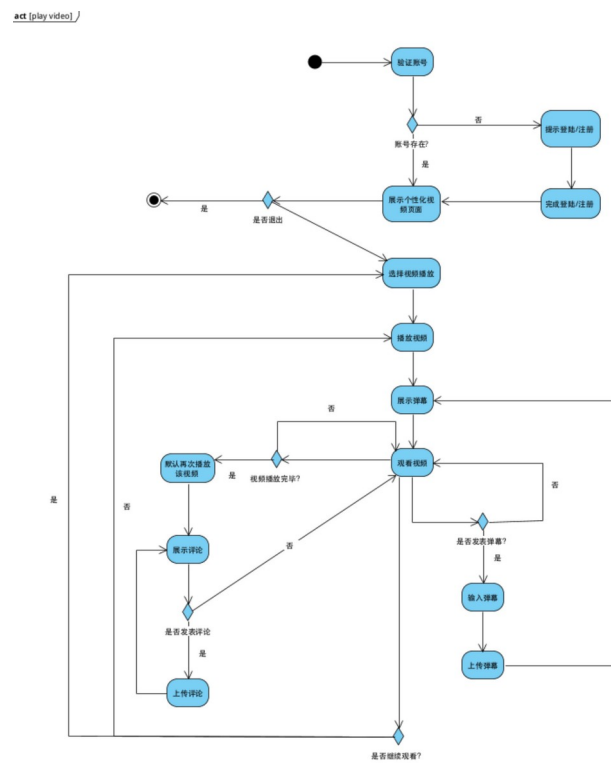 act [play video]
验证账号
否
提示登陆/注册
账号存在?
是
展示个性化视
频页面
完成登陆/注册
是
是否退出
选择视频播放
播放视频
展示弹幕
否
默认再次播放
该视频
观看视频
是
视频播放完毕?
是
否
否
是否发表弹幕?
展示评论
否
是
输入弹幕
是否发表评论
是
上传弹幕
上传评论
是否继续观看?